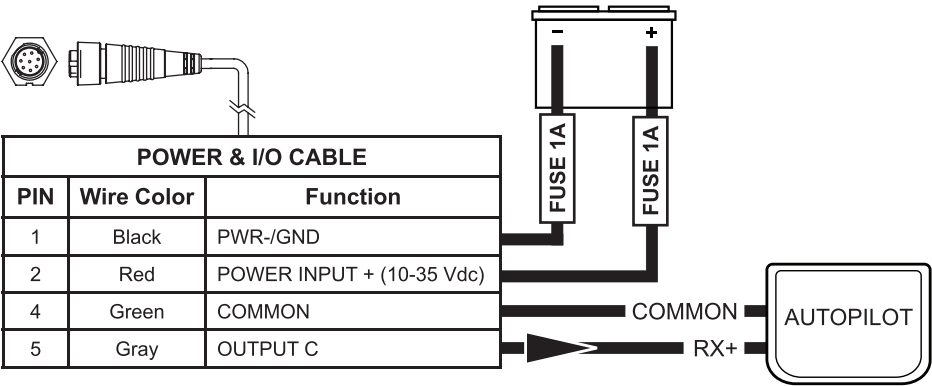 - +
FUSE 1A
FUSE 1A
POWER & I/O CABLE
PIN Wire Color Function
1 Black PWR-/GND
2 Red POWER INPUT + (10-35 Vdc)
4 Green COMMON
5 Gray OUTPUT C
COMMON
RX+
AUTOPILOT